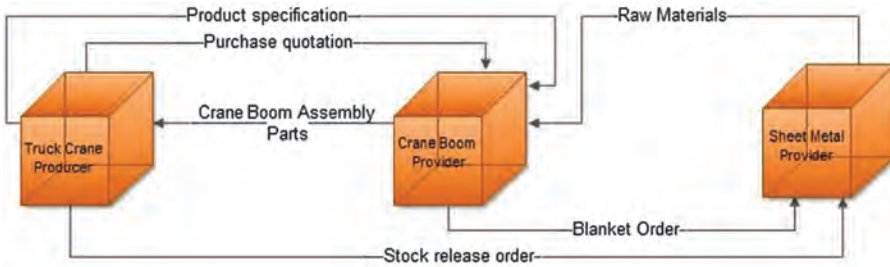 Product specification
Raw Materials
Purchase quotation
Crane Boom Assembly
Parts
Truck Crane
Producer
Crane Boom
Provider
Sheet Metal
Provider
Blanket Order
Stock release order